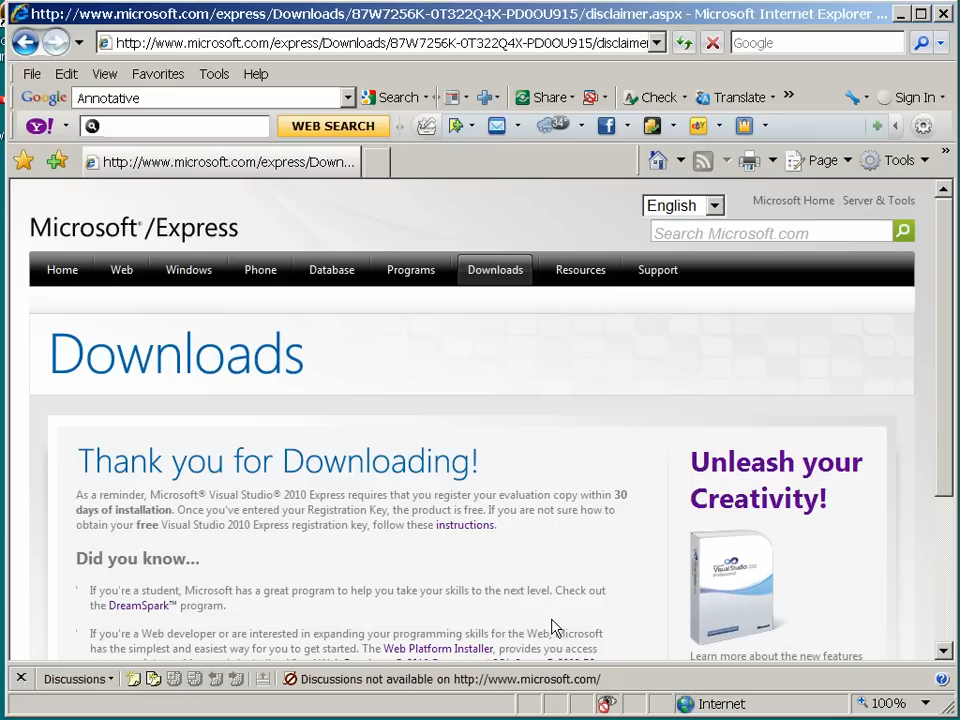 http://www.microsoft.com/express/Downloads/87W7256K-0T322Q4X-PD0OU915/disclaimer.aspx - Microsoft Internet Explorer ...
http://www.microsoft.com/express/Downloads/87W7256K-0T322Q4X-PD0OU915/disclaimer
Google
File Edit View Favorites Tools Help
Google Annotative Search Share Check Translate » Sign In
Y! WEB SEARCH 34°
http://www.microsoft.com/express/Down... Page Tools »
English Microsoft Home Server & Tools
Microsoft®/Express
Search Microsoft.com
Home Web Windows Phone Database Programs Downloads Resources Support
Downloads
Thank you for Downloading!
As a reminder, Microsoft® Visual Studio® 2010 Express requires that you register your evaluation copy within 30
days of installation. Once you've entered your Registration Key, the product is free. If you are not sure how to
obtain your free Visual Studio 2010 Express registration key, follow these instructions.
Did you know...
If you're a student, Microsoft has a great program to help you take your skills to the next level. Check out
the DreamSpark™ program.
If you're a Web developer or are interested in expanding your programming skills for the Web, Microsoft
has the simplest and easiest way for you to get started. The Web Platform Installer, provides you access
Unleash your
Creativity!
Visual Studio 2010
Learn more about the new features
Discussions Discussions not available on http://www.microsoft.com/
Internet 100%